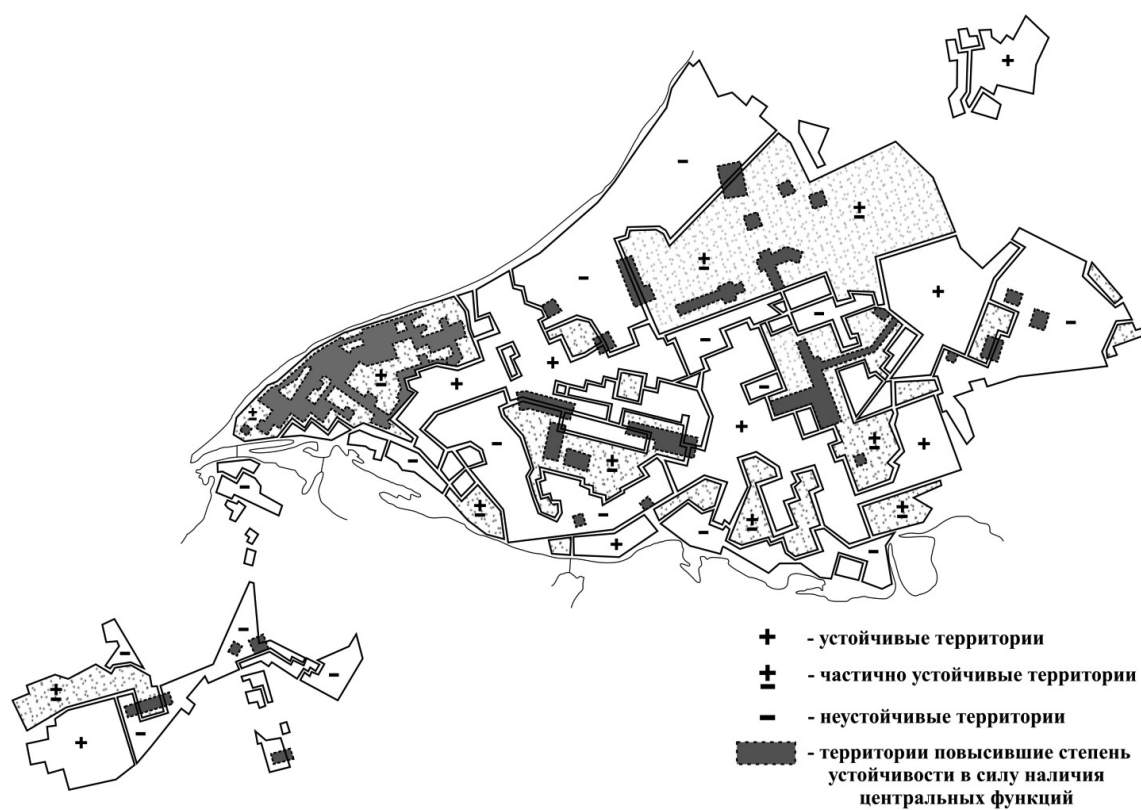 + - устойчивые территории
± - частично устойчивые территории
- - неустойчивые территории
- территории повысившие степень
устойчивости в силу наличия
центральных функций